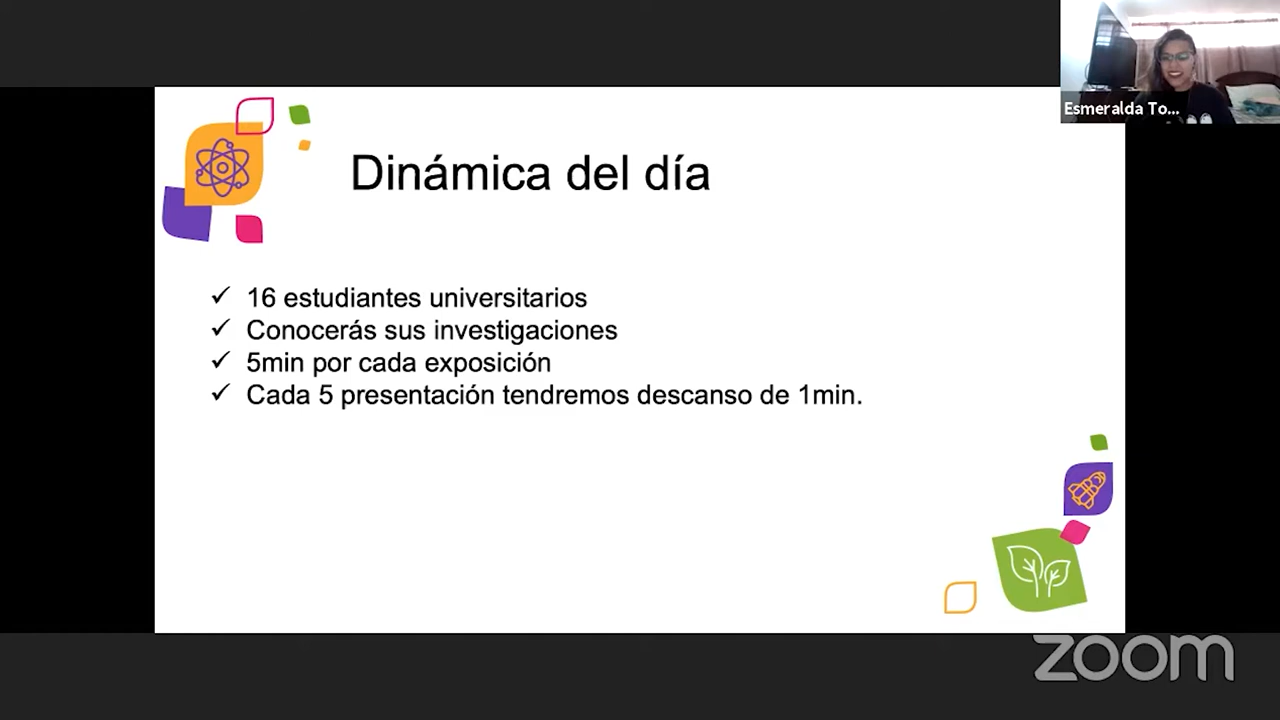 Esmeralda To...
Dinámica del día
✓ 16 estudiantes universitarios
✓ Conocerás sus investigaciones
✓ 5min por cada exposición
✓ Cada 5 presentación tendremos descanso de 1min.
zoom